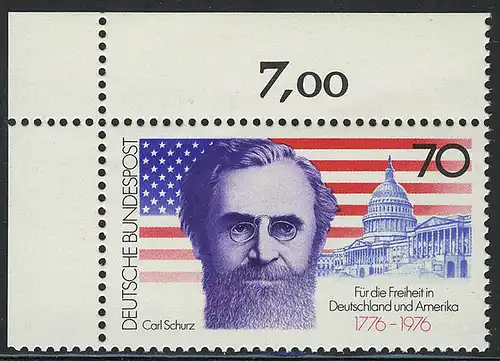 7,00
DEUTSCHE BUNDESPOST
70
Carl Schurz
Für die Freiheit in
Deutschland und Amerika
1776-1976